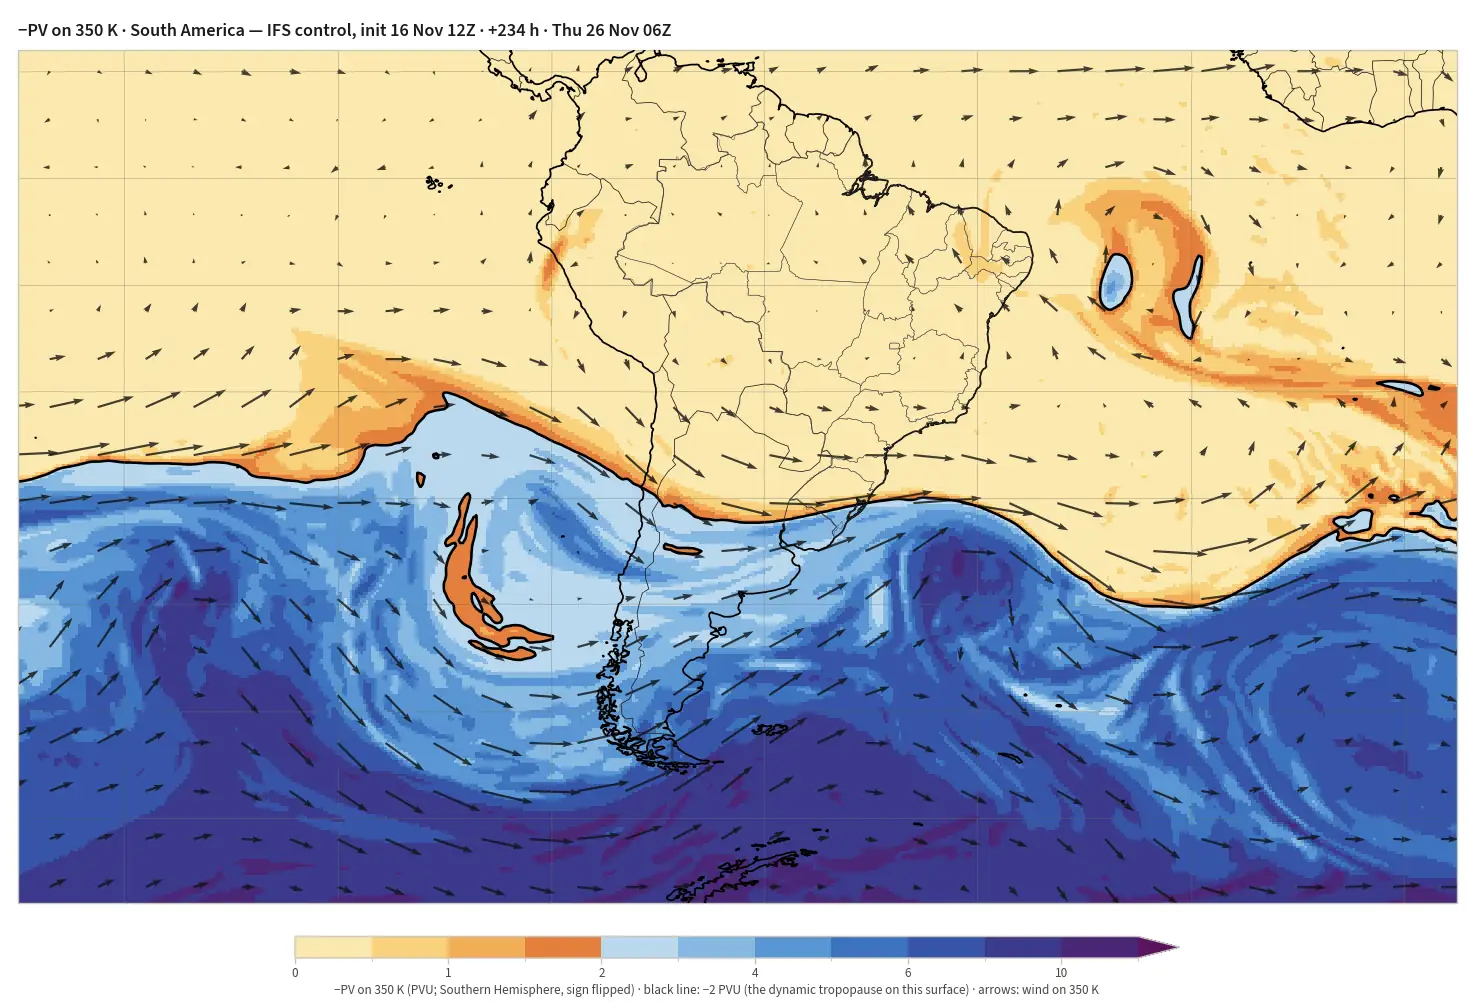 −PV on 350 K · South America — IFS control, init 16 Nov 12Z · +234 h · Thu 26 Nov 06Z
0 1 2 4 6 10
−PV on 350 K (PVU; Southern Hemisphere, sign flipped) · black line: −2 PVU (the dynamic tropopause on this surface) · arrows: wind on 350 K